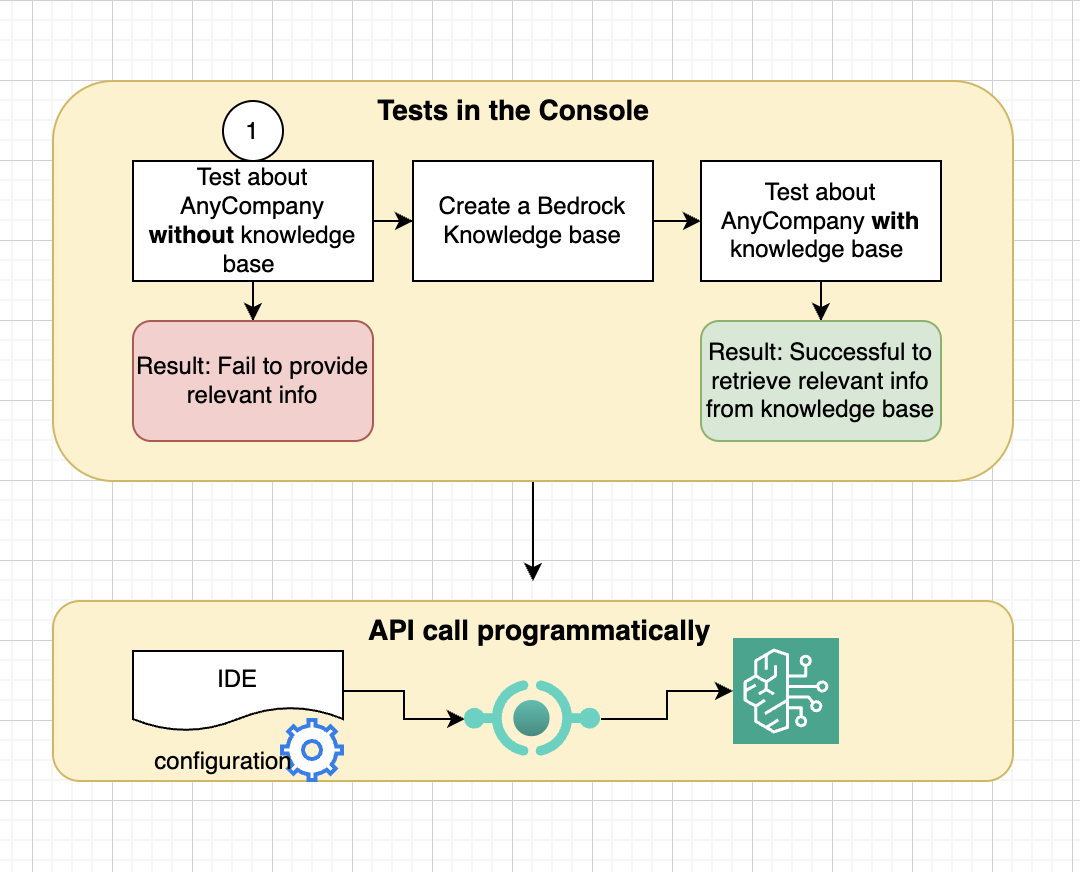 Tests in the Console
1
Test about
AnyCompany
without knowledge
base
Create a Bedrock
Knowledge base
Test about
AnyCompany with
knowledge base
Result: Fail to provide
relevant info
Result: Successful to
retrieve relevant info
from knowledge base
API call programmatically
IDE
configuration